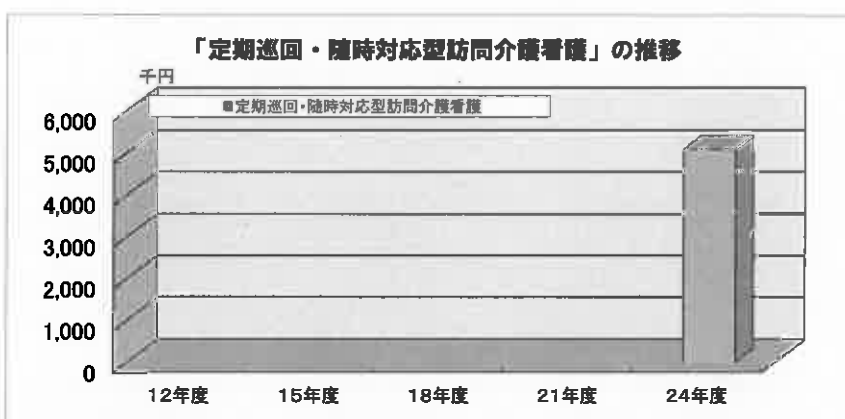 「定期巡回・随時対応型訪問介護看護」の推移
千円
■定期巡回・随時対応型訪問介護看護
6,000
5,000
4,000
3,000
2,000
1,000
0
12年度 15年度 18年度 21年度 24年度